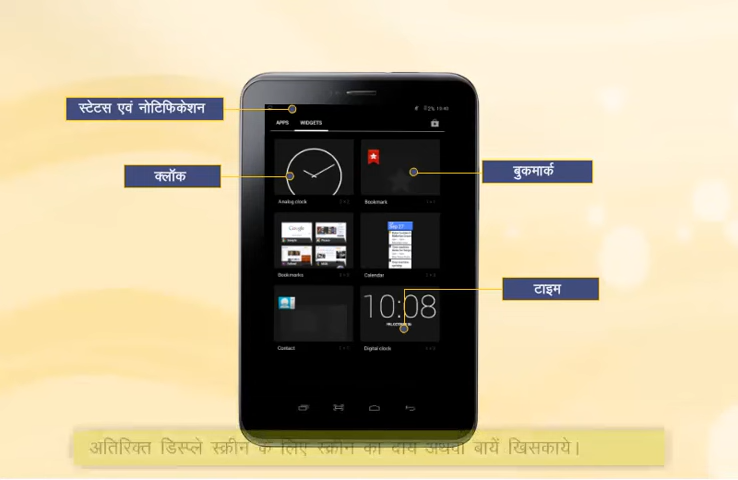 स्टेटस एवं नोटिफिकेशन
APPS WIDGETS
क्लॉक
बुकमार्क
Analog clock
Bookmark
Google
Bookmarks
Calendar
टाइम
10:08
Contact
Digital clock
अतिरिक्त डिस्प्ले स्क्रीन के लिए स्क्रीन को दायें अथवा बायें खिसकाये।